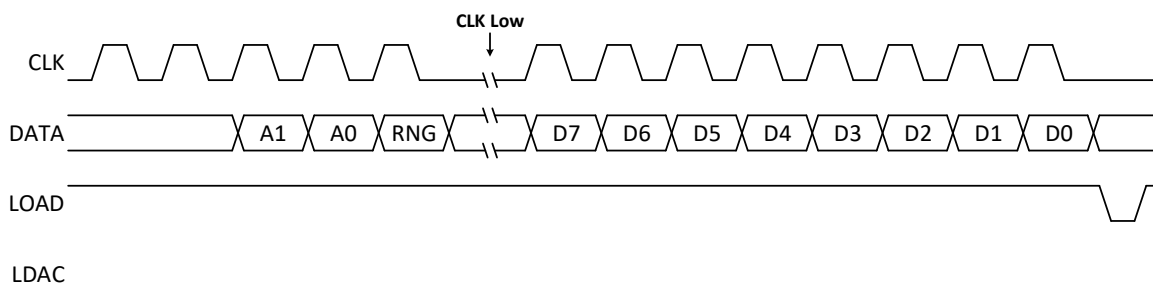 CLK Low
CLK
DATA A1 A0 RNG D7 D6 D5 D4 D3 D2 D1 D0
LOAD
LDAC